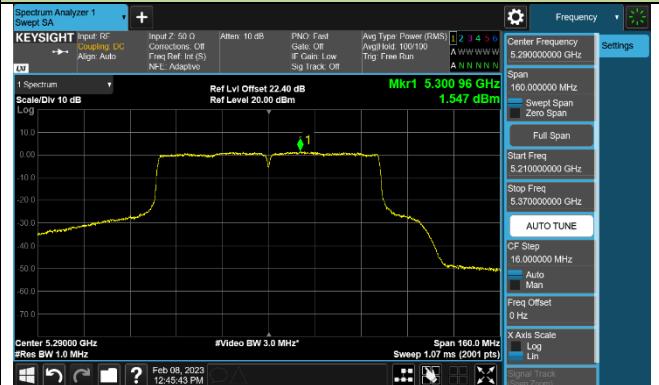 Spectrum Analyzer 1
Swept SA
Frequency
KEYSIGHT
Input: RF
Coupling: DC
Align: Auto
Input Z: 50 Ω
Corrections: Off
Freq Ref: Int (S)
NFE: Adaptive
Atten: 10 dB
PNO: Fast
Gate: Off
IF Gain: Low
Sig Track: Off
Avg Type: Power (RMS)
Avg|Hold: 100/100
Trig: Free Run
1 2 3 4 5 6
A W W W W W
A N N N N N
LXI
Center Frequency
5.290000000 GHz
Settings
1 Spectrum
Scale/Div 10 dB
Log
Ref Lvl Offset 22.40 dB
Ref Level 20.00 dBm
Mkr1 5.300 96 GHz
1.547 dBm
Span
160.000000 MHz
Swept Span
Zero Span
Full Span
Start Freq
5.210000000 GHz
Stop Freq
5.370000000 GHz
AUTO TUNE
CF Step
16.000000 MHz
Auto
Man
Freq Offset
0 Hz
X Axis Scale
Log
Lin
Signal Track
10.0
0.00
-10.0
-20.0
-30.0
-40.0
-50.0
-60.0
-70.0
1
Center 5.29000 GHz
#Res BW 1.0 MHz
#Video BW 3.0 MHz*
Span 160.0 MHz
Sweep 1.07 ms (2001 pts)
Feb 08, 2023
12:45:43 PM